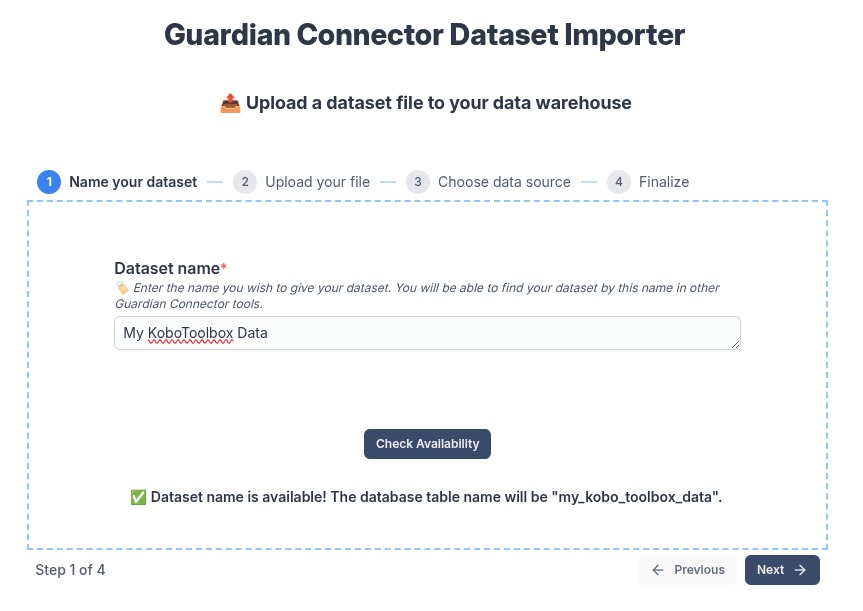 Guardian Connector Dataset Importer
📤 Upload a dataset file to your data warehouse
1 Name your dataset 2 Upload your file 3 Choose data source 4 Finalize
Dataset name*
🏷️ Enter the name you wish to give your dataset. You will be able to find your dataset by this name in other
Guardian Connector tools.
My KoboToolbox Data
Check Availability
✅ Dataset name is available! The database table name will be "my_kobo_toolbox_data".
Step 1 of 4 ← Previous Next →